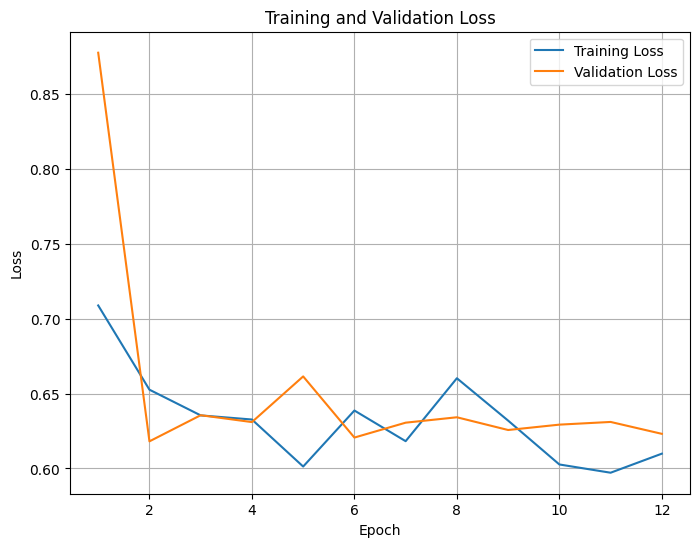 Training and Validation Loss
Training Loss
Validation Loss
0.85
0.80
0.75
0.70
0.65
0.60
Loss
2 4 6 8 10 12
Epoch